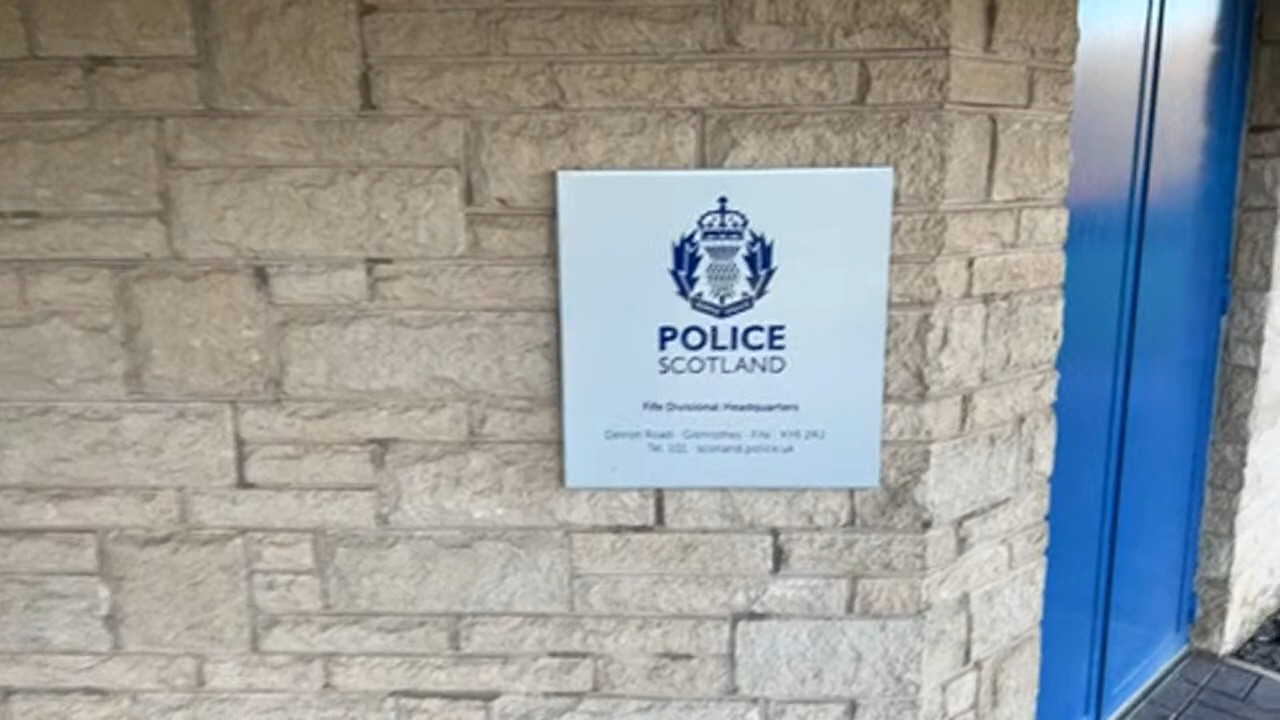 POLICE
SCOTLAND
Fife Divisional Headquarters
Detroit Road · Glenrothes · Fife · KY6 2RJ
Tel: 101 · scotland.police.uk